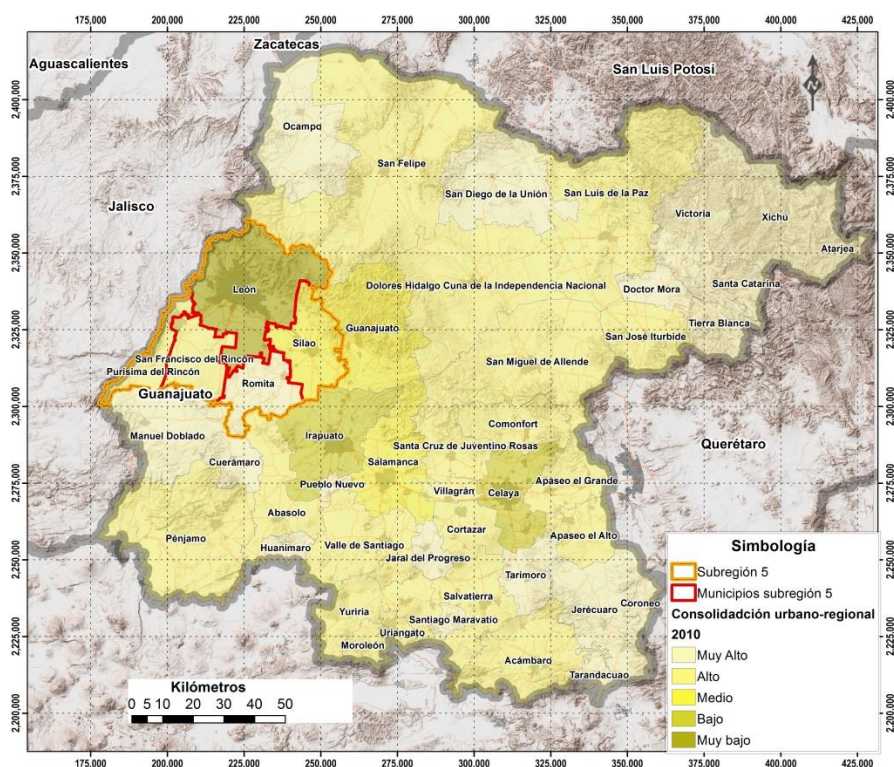 175,000 200,000 225,000 250,000 275,000 300,000 325,000 350,000 375,000 400,000 425,000
Zacatecas
Aguascalientes
San Luis Potosí
2,400,000 2,400,000
N
Ocampo
San Felipe
2,375,000 2,375,000
San Diego de la Unión San Luis de la Paz
Jalisco
Victoria Xichú
Atarjea
2,350,000 2,350,000
León Dolores Hidalgo Cuna de la Independencia Nacional Doctor Mora Santa Catarina
2,325,000 2,325,000
Guanajuato Tierra Blanca
Silao San José Iturbide
San Francisco del Rincón
San Miguel de Allende
Purísima del Rincón
Romita
Guanajuato
2,300,000 2,300,000
Manuel Doblado Irapuato Comonfort
Santa Cruz de Juventino Rosas Querétaro
Cuerámaro Salamanca
2,275,000 2,275,000
Pueblo Nuevo Villagrán Celaya Apaseo el Grande
Abasolo
Pénjamo Cortazar Apaseo el Alto
Huanímaro Valle de Santiago
2,250,000 2,250,000
Jaral del Progreso
Tarimoro
Salvatierra Jerécuaro Coroneo
Yuriria Santiago Maravatío
2,225,000 2,225,000
Uriangato
Moroleón
Acámbaro
Tarandacuao
2,200,000 2,200,000
Kilómetros
0 5 10 20 30 40 50
Simbología
Subregión 5
Municipios subregión 5
Consolidadción urbano-regional
2010
Muy Alto
Alto
Medio
Bajo
Muy bajo
175,000 200,000 225,000 250,000 275,000 300,000 325,000 350,000 375,000 400,000 425,000